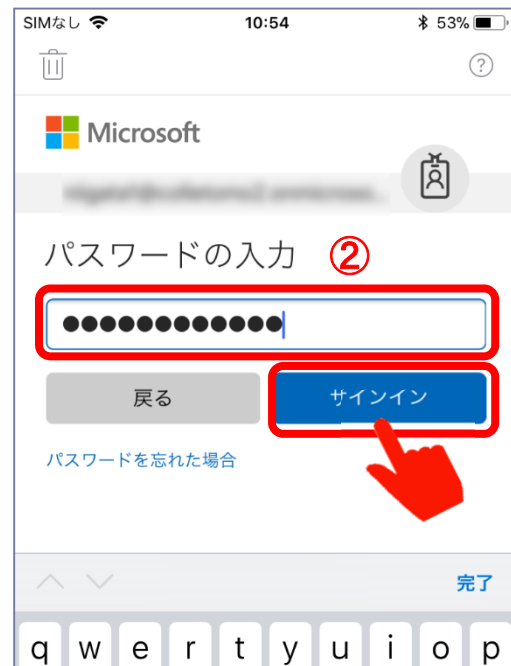 SIMなし 10:54 53%
?
Microsoft
パスワードの入力 ②
●●●●●●●●●●●●
戻る サインイン
パスワードを忘れた場合
完了
q w e r t y u i o p